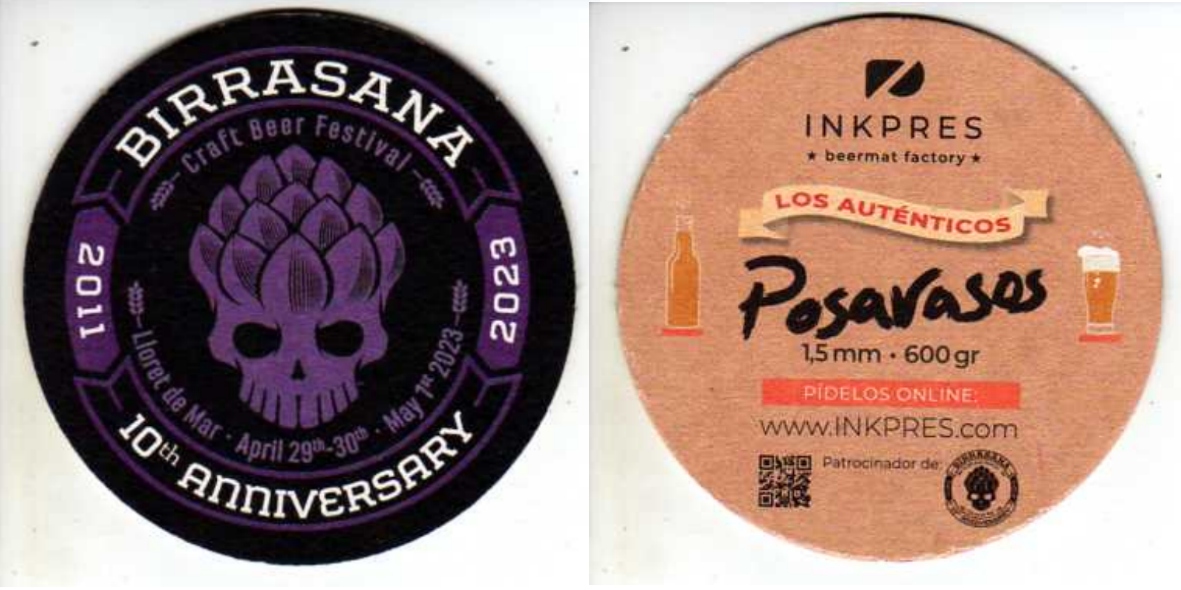 BIRRASANA
Craft Beer Festival
2011
2023
Lloret de Mar · April 29th-30th · May 1st 2023
10th ANNIVERSARY
INKPRES
★ beermat factory ★
LOS AUTÉNTICOS
Posavasos
1,5 mm · 600 gr
PÍDELOS ONLINE:
www.INKPRES.com
Patrocinador de:
BIRRASANA